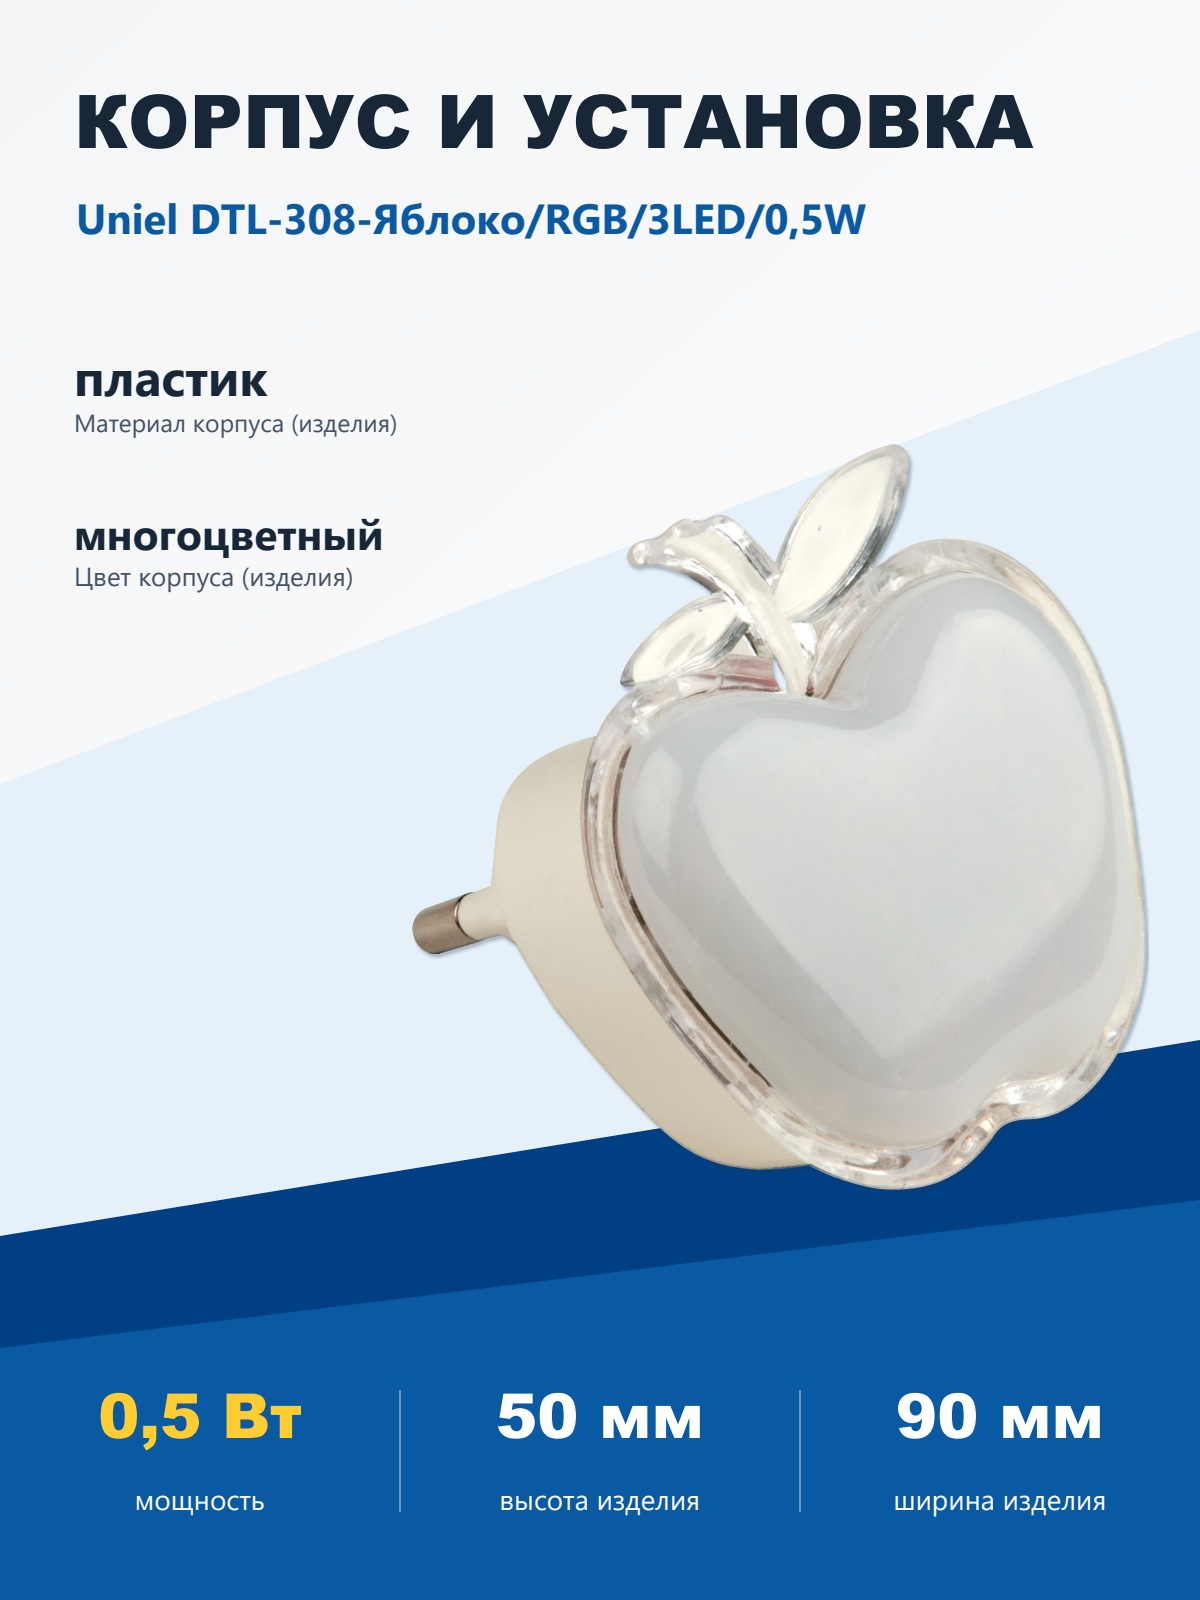 КОРПУС И УСТАНОВКА
Uniel DTL-308-Яблоко/RGB/3LED/0,5W
пластик
Материал корпуса (изделия)
многоцветный
Цвет корпуса (изделия)
0,5 Вт
мощность
50 мм
высота изделия
90 мм
ширина изделия